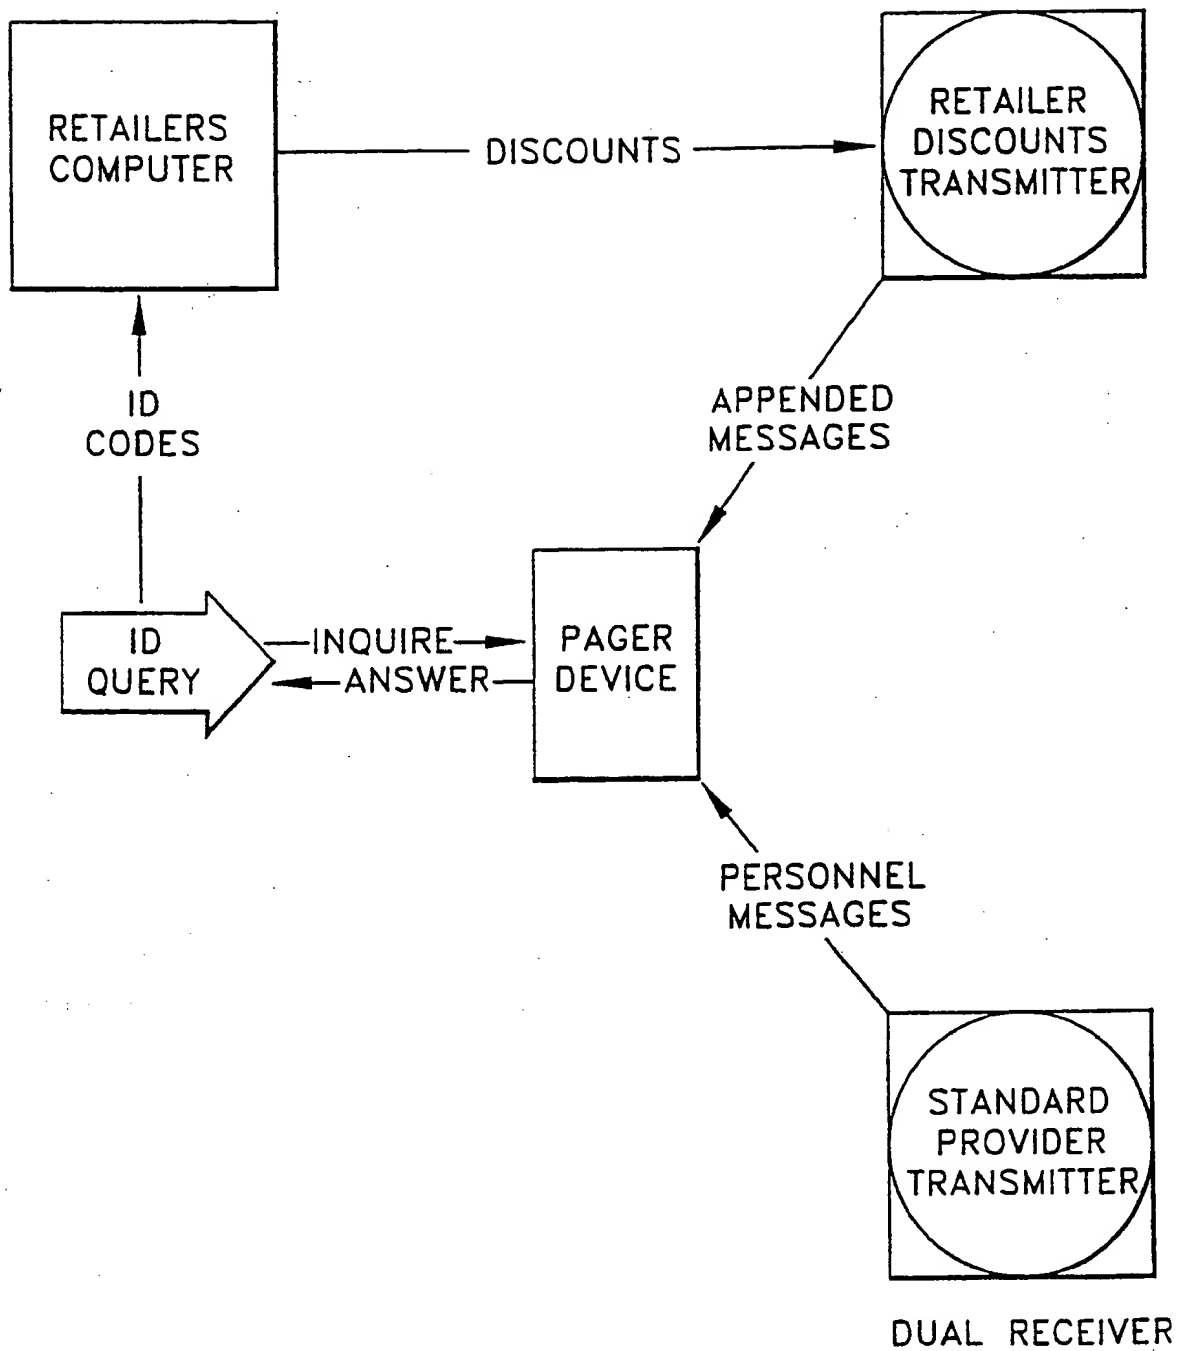 RETAILERS
COMPUTER
DISCOUNTS
RETAILER
DISCOUNTS
TRANSMITTER
ID
CODES
APPENDED
MESSAGES
ID
QUERY
INQUIRE
ANSWER
PAGER
DEVICE
PERSONNEL
MESSAGES
STANDARD
PROVIDER
TRANSMITTER
DUAL RECEIVER